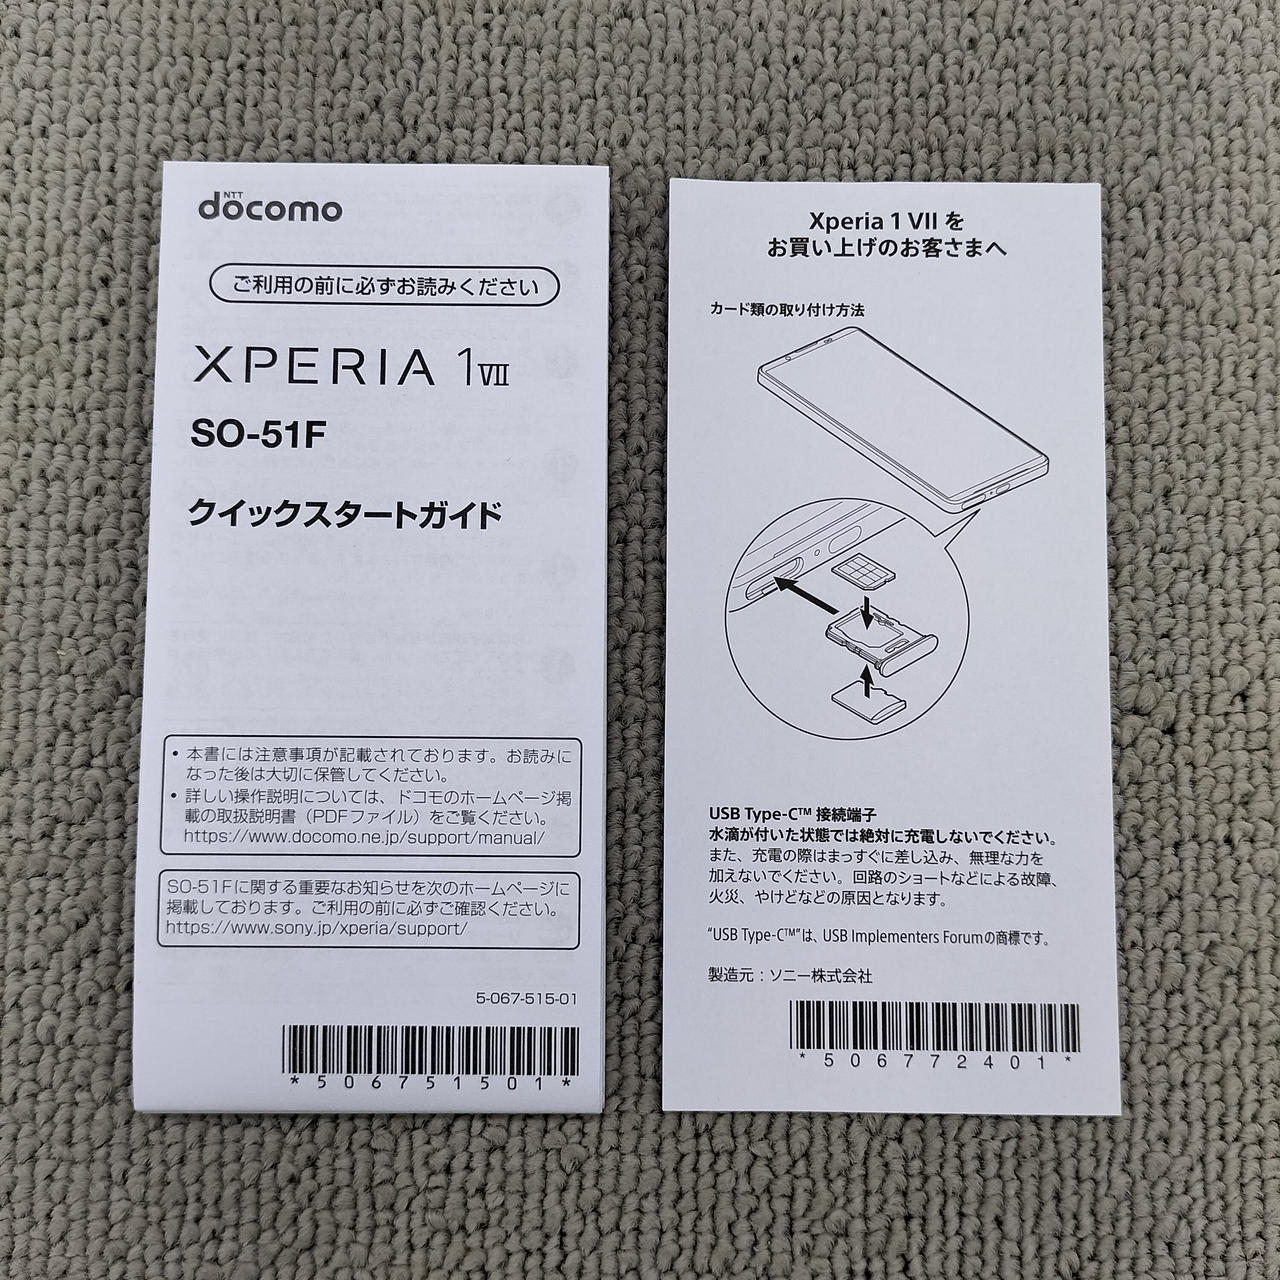 NTT
docomo
ご利用の前に必ずお読みください
XPERIA 1 VII
SO-51F
クイックスタートガイド
• 本書には注意事項が記載されております。お読みに
なった後は大切に保管してください。
• 詳しい操作説明については、ドコモのホームページ掲
載の取扱説明書（PDFファイル）をご覧ください。
https://www.docomo.ne.jp/support/manual/
SO-51Fに関する重要なお知らせを次のホームページに
掲載しております。ご利用の前に必ずご確認ください。
https://www.sony.jp/xperia/support/
5-067-515-01
*506751501*
Xperia 1 VII を
お買い上げのお客さまへ
カード類の取り付け方法
USB Type-C™ 接続端子
水滴が付いた状態では絶対に充電しないでください。
また、充電の際はまっすぐに差し込み、無理な力を
加えないでください。回路のショートなどによる故障、
火災、やけどなどの原因となります。
“USB Type-C™”は、USB Implementers Forumの商標です。
製造元：ソニー株式会社
*506772401*